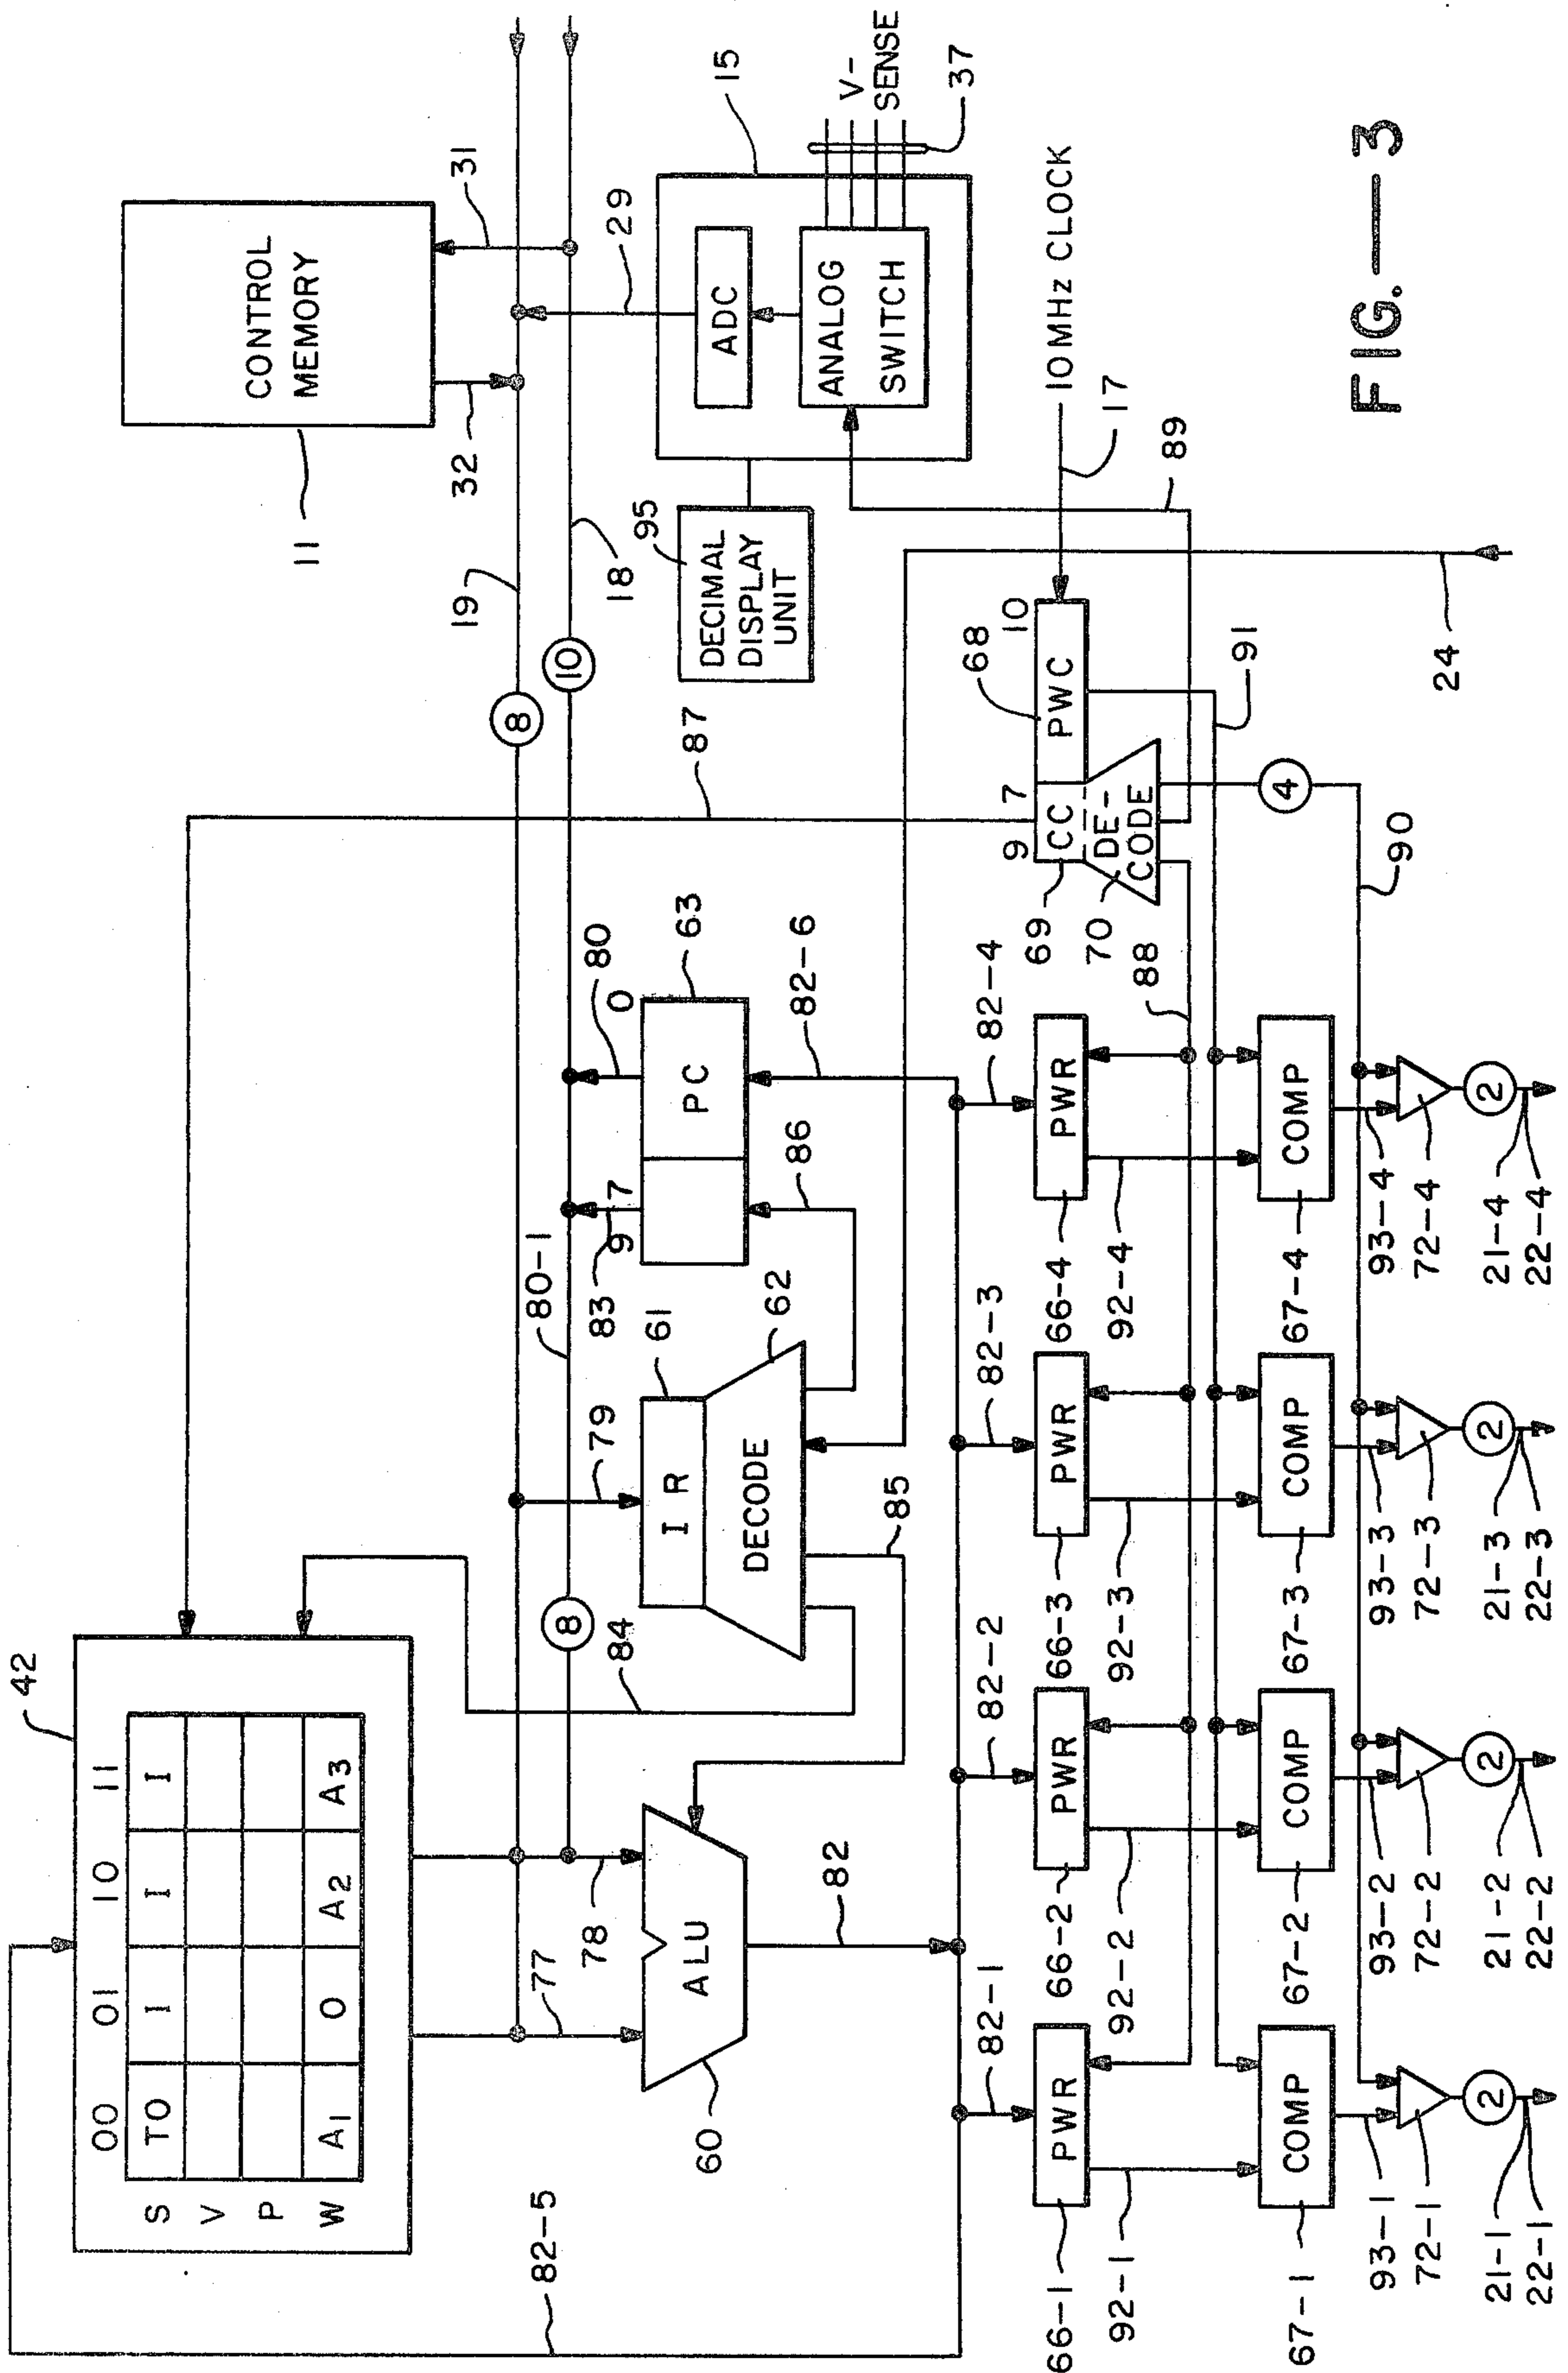 42
00 01 10 11
S TO I I I
V
P
W A1 O A2 A3
82-5
77
78
ALU
60
82
84
85
8
80-1
79
61
I R
DECODE
62
83
9 7
86
80
0
PC
63
82-6
87
8
10
19
18
11
CONTROL
MEMORY
32
31
29
15
ADC
ANALOG
SWITCH
V-
SENSE
37
95
DECIMAL
DISPLAY
UNIT
10MHz CLOCK
17
89
24
68
10
PWC
9 7
CC
69
DE-
CODE
70
88
91
4
90
82-1
82-2
82-3
82-4
PWR
PWR
PWR
PWR
66-1
66-2
66-3
66-4
92-1
92-2
92-3
92-4
COMP
COMP
COMP
COMP
67-1
67-2
67-3
67-4
93-1
93-2
93-3
93-4
72-1
72-2
72-3
72-4
2
2
2
2
21-1
21-2
21-3
21-4
22-1
22-2
22-3
22-4
FIG.—3